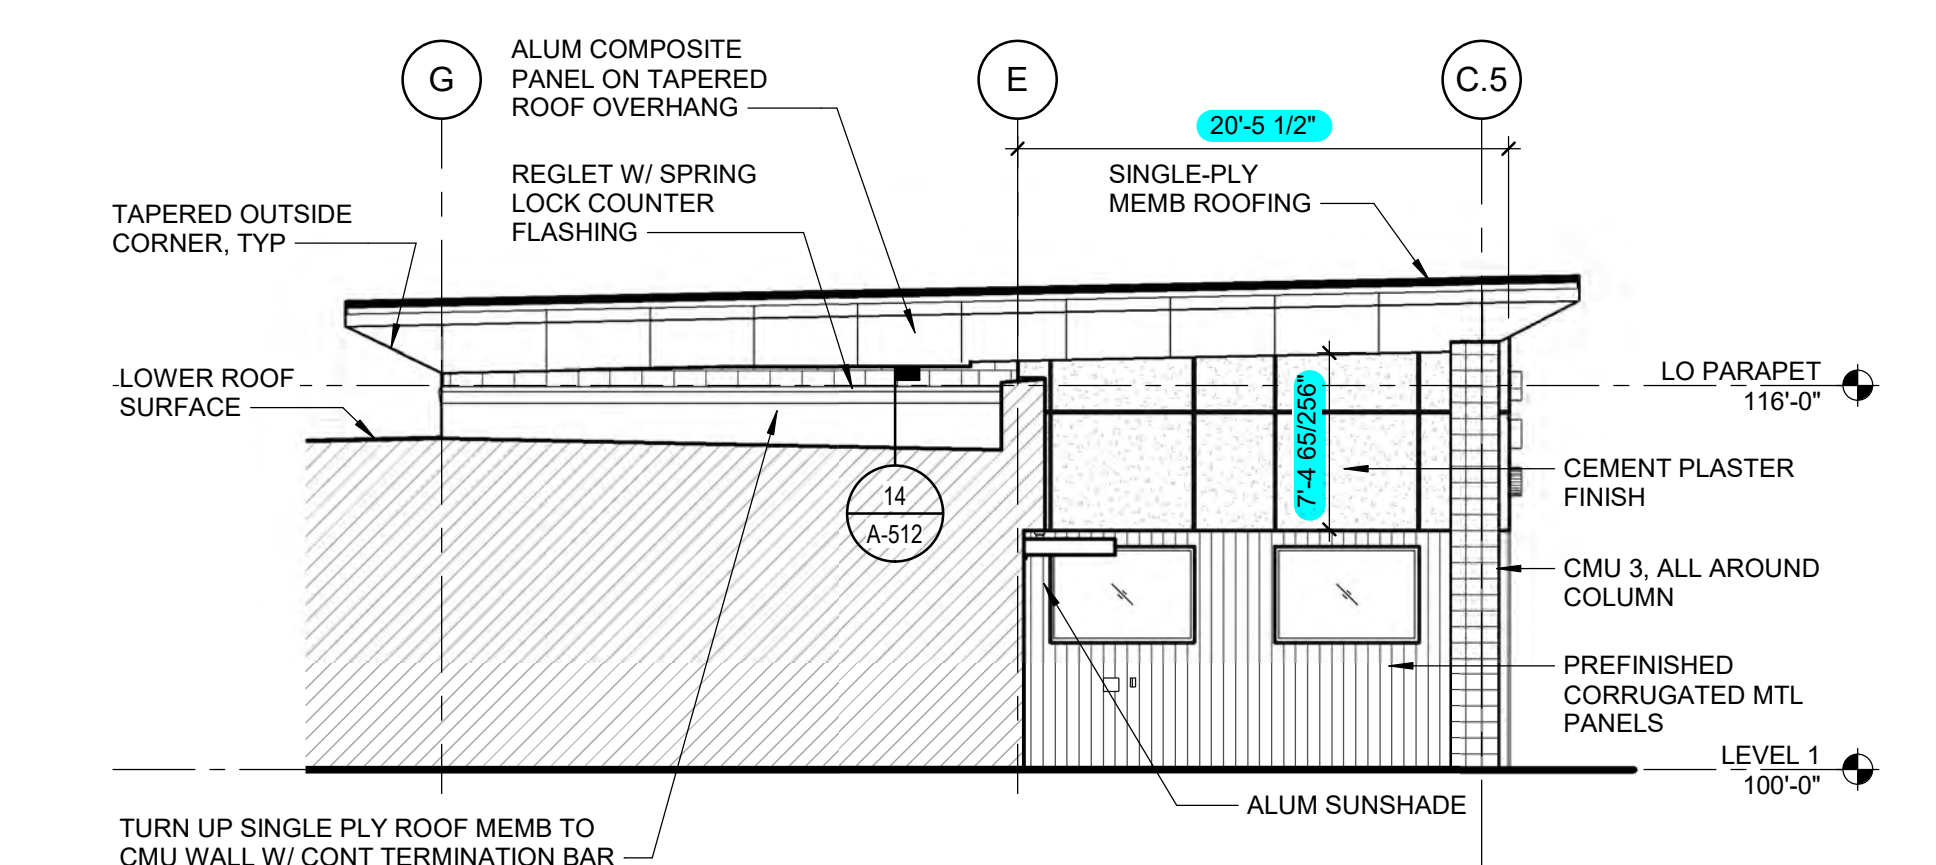 G
ALUM COMPOSITE
PANEL ON TAPERED
ROOF OVERHANG
E
C.5
20'-5 1/2"
REGLET W/ SPRING
LOCK COUNTER
FLASHING
SINGLE-PLY
MEMB ROOFING
TAPERED OUTSIDE
CORNER, TYP
LOWER ROOF
SURFACE
LO PARAPET
116'-0"
7'-4 65/256"
CEMENT PLASTER
FINISH
14
A-512
CMU 3, ALL AROUND
COLUMN
PREFINISHED
CORRUGATED MTL
PANELS
LEVEL 1
100'-0"
ALUM SUNSHADE
TURN UP SINGLE PLY ROOF MEMB TO
CMU WALL W/ CONT TERMINATION BAR